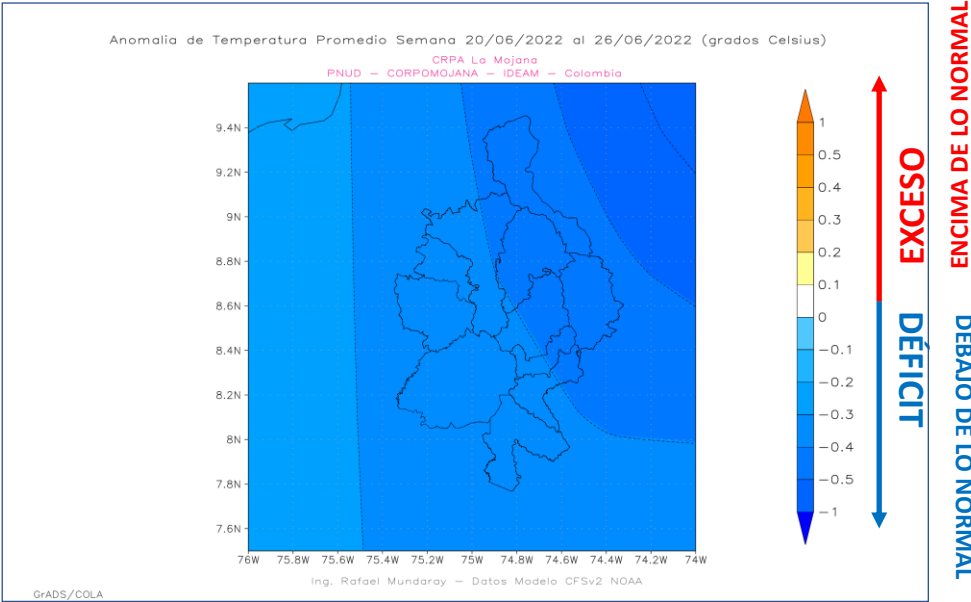 Anomalia de Temperatura Promedio Semana 20/06/2022 al 26/06/2022 (grados Celsius)
CRPA La Mojana
PNUD – CORPOMOJANA – IDEAM – Colombia
9.4N
9.2N
9N
8.8N
8.6N
8.4N
8.2N
8N
7.8N
7.6N
76W 75.8W 75.6W 75.4W 75.2W 75W 74.8W 74.6W 74.4W 74.2W 74W
1
0.5
0.4
0.3
0.2
0.1
0
−0.1
−0.2
−0.3
−0.4
−0.5
−1
EXCESO
DÉFICIT
ENCIMA DE LO NORMAL
DEBAJO DE LO NORMAL
Ing. Rafael Mundaray – Datos Modelo CFSv2 NOAA
GrADS/COLA